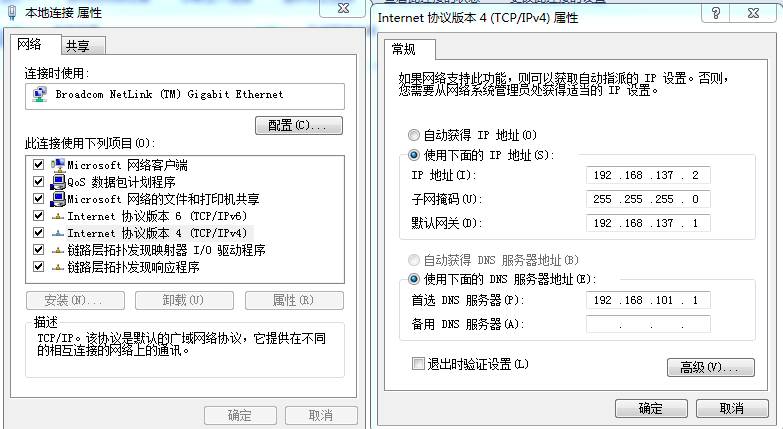 本地连接 属性
网络
共享
连接时使用:
Broadcom NetLink (TM) Gigabit Ethernet
配置(C)...
此连接使用下列项目(O):
Microsoft 网络客户端
QoS 数据包计划程序
Microsoft 网络的文件和打印机共享
Internet 协议版本 6 (TCP/IPv6)
Internet 协议版本 4 (TCP/IPv4)
链路层拓扑发现映射器 I/O 驱动程序
链路层拓扑发现响应程序
安装(N)...
卸载(U)
属性(R)
描述
TCP/IP。该协议是默认的广域网络协议，它提供在不同
的相互连接的网络上的通讯。
确定
取消
Internet 协议版本 4 (TCP/IPv4) 属性
常规
如果网络支持此功能，则可以获取自动指派的 IP 设置。否则，
您需要从网络系统管理员处获得适当的 IP 设置。
自动获得 IP 地址(O)
使用下面的 IP 地址(S):
IP 地址(I):
192 .168 .137 . 2
子网掩码(U):
255 .255 .255 . 0
默认网关(D):
192 .168 .137 . 1
自动获得 DNS 服务器地址(B)
使用下面的 DNS 服务器地址(E):
首选 DNS 服务器(P):
192 .168 .101 . 1
备用 DNS 服务器(A):
. . .
退出时验证设置(L)
高级(V)...
确定
取消